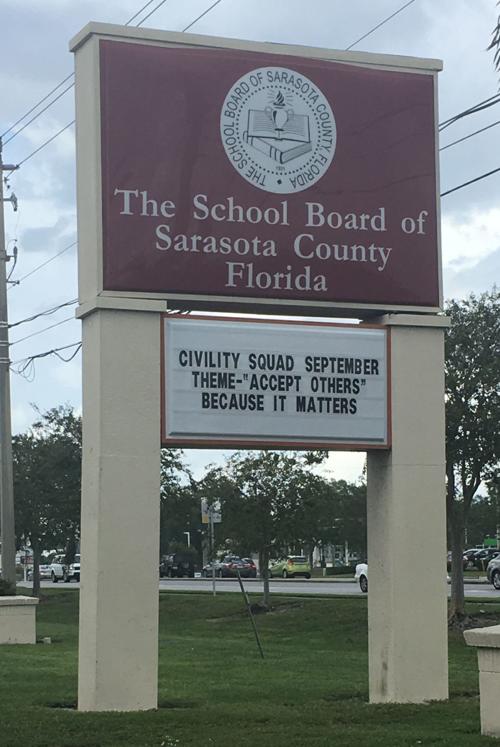 THE SCHOOL BOARD OF SARASOTA COUNTY, FLORIDA
The School Board of
Sarasota County
Florida
CIVILITY SQUAD SEPTEMBER
THEME-"ACCEPT OTHERS"
BECAUSE IT MATTERS